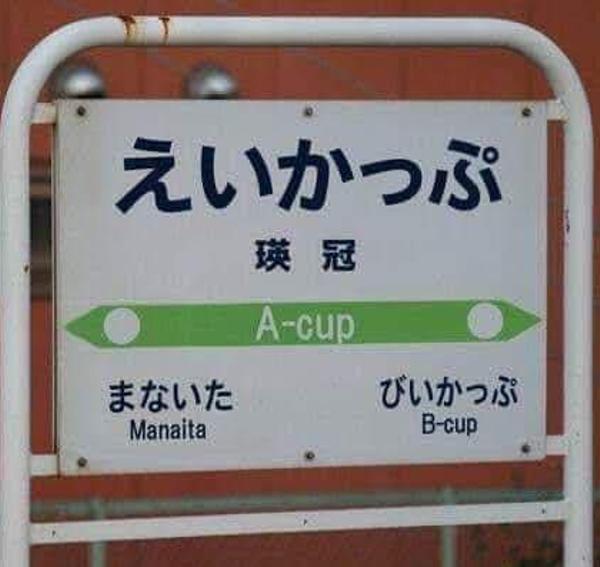 えいかっぷ
瑛冠
A-cup
まないた びいかっぷ
Manaita B-cup